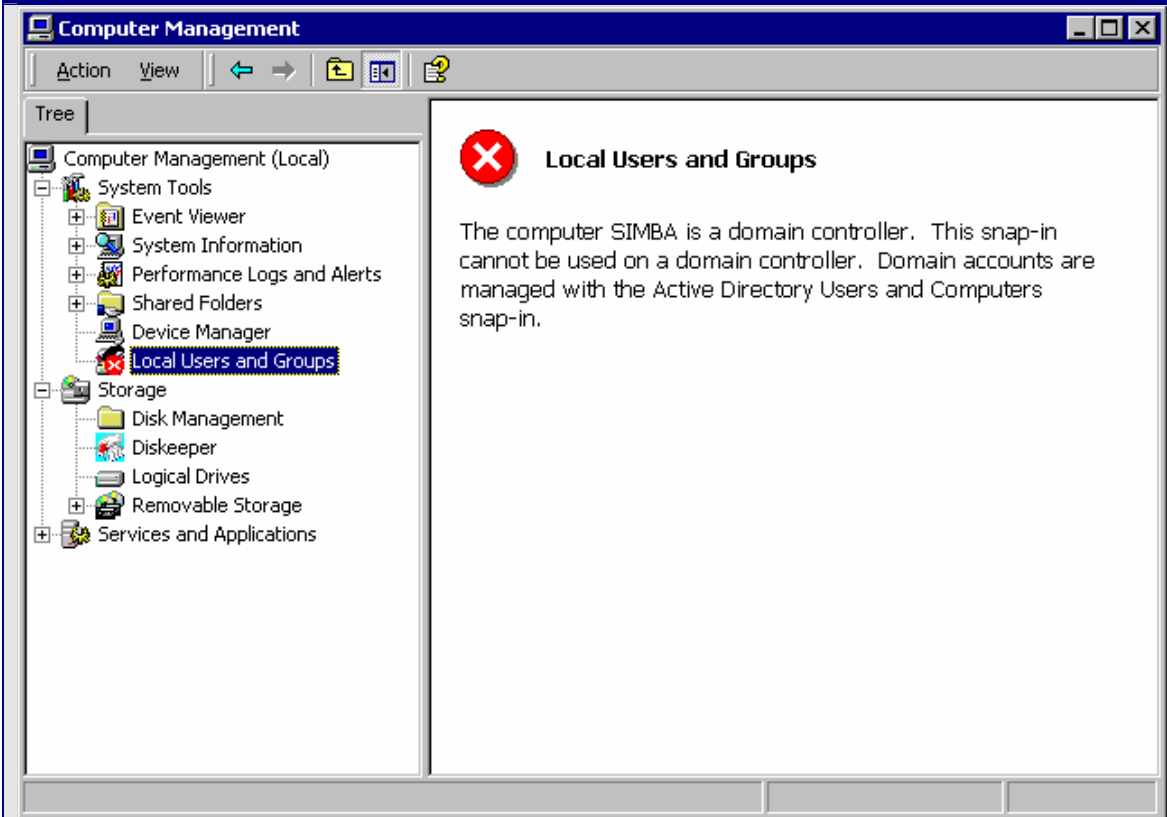 Computer Management
Action View
Tree
Computer Management (Local)
System Tools
Event Viewer
System Information
Performance Logs and Alerts
Shared Folders
Device Manager
Local Users and Groups
Storage
Disk Management
Diskeeper
Logical Drives
Removable Storage
Services and Applications
Local Users and Groups
The computer SIMBA is a domain controller. This snap-in
cannot be used on a domain controller. Domain accounts are
managed with the Active Directory Users and Computers
snap-in.